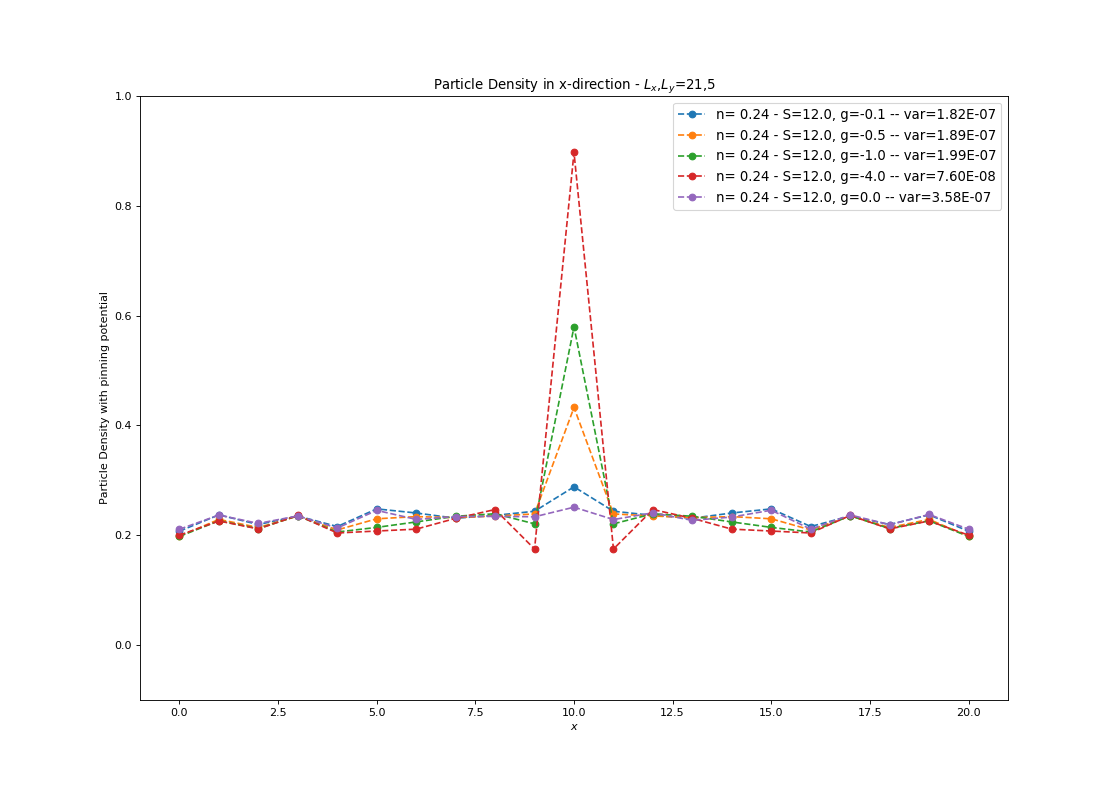 Particle Density in x-direction - $L_x$,$L_y$=21,5
1.0
0.8
0.6
0.4
0.2
0.0
Particle Density with pinning potential
n= 0.24 - S=12.0, g=-0.1 -- var=1.82E-07
n= 0.24 - S=12.0, g=-0.5 -- var=1.89E-07
n= 0.24 - S=12.0, g=-1.0 -- var=1.99E-07
n= 0.24 - S=12.0, g=-4.0 -- var=7.60E-08
n= 0.24 - S=12.0, g=0.0 -- var=3.58E-07
0.0 2.5 5.0 7.5 10.0 12.5 15.0 17.5 20.0
x